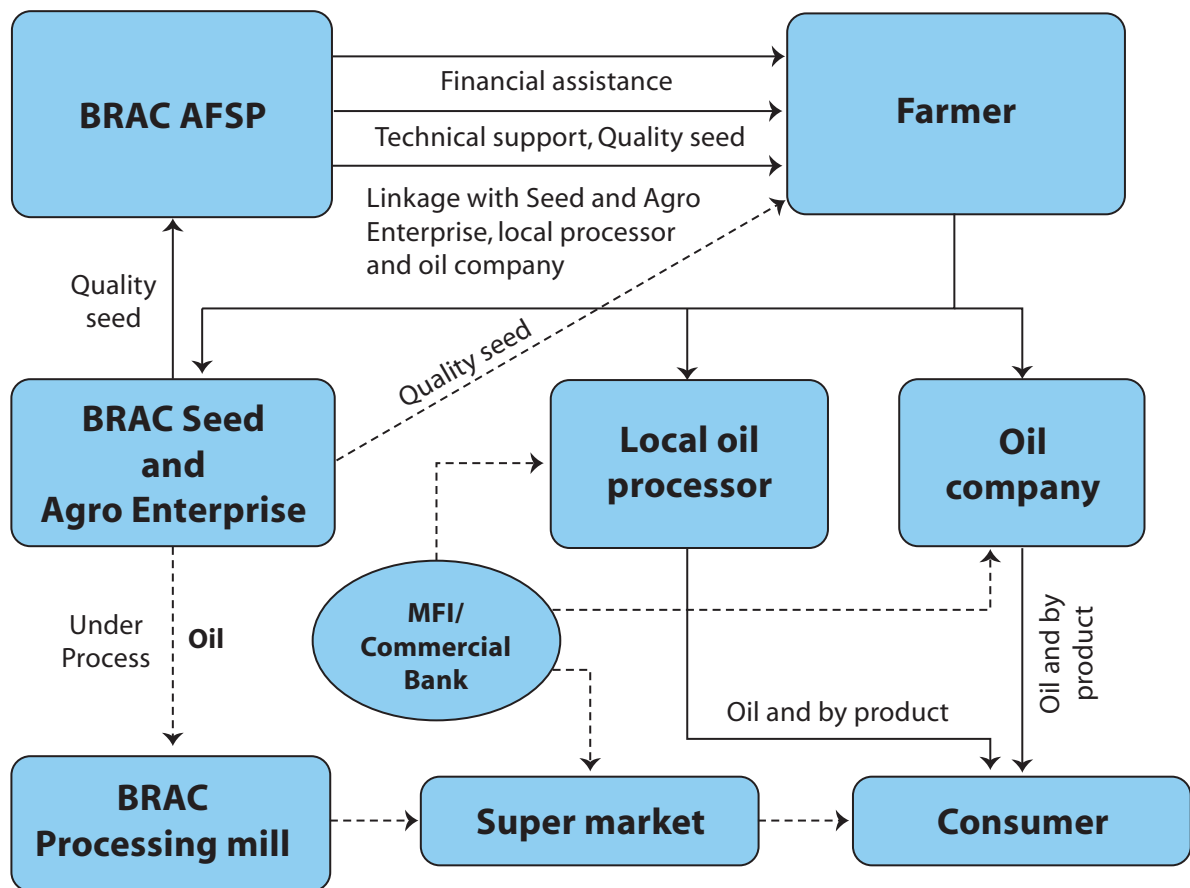 BRAC AFSP
Financial assistance
Technical support, Quality seed
Linkage with Seed and Agro
Enterprise, local processor
and oil company
Farmer
Quality
seed
Quality seed
BRAC Seed
and
Agro Enterprise
Local oil
processor
Oil
company
Under
Process
Oil
MFI/
Commercial
Bank
Oil and by product
Oil and by
product
BRAC
Processing mill
Super market
Consumer